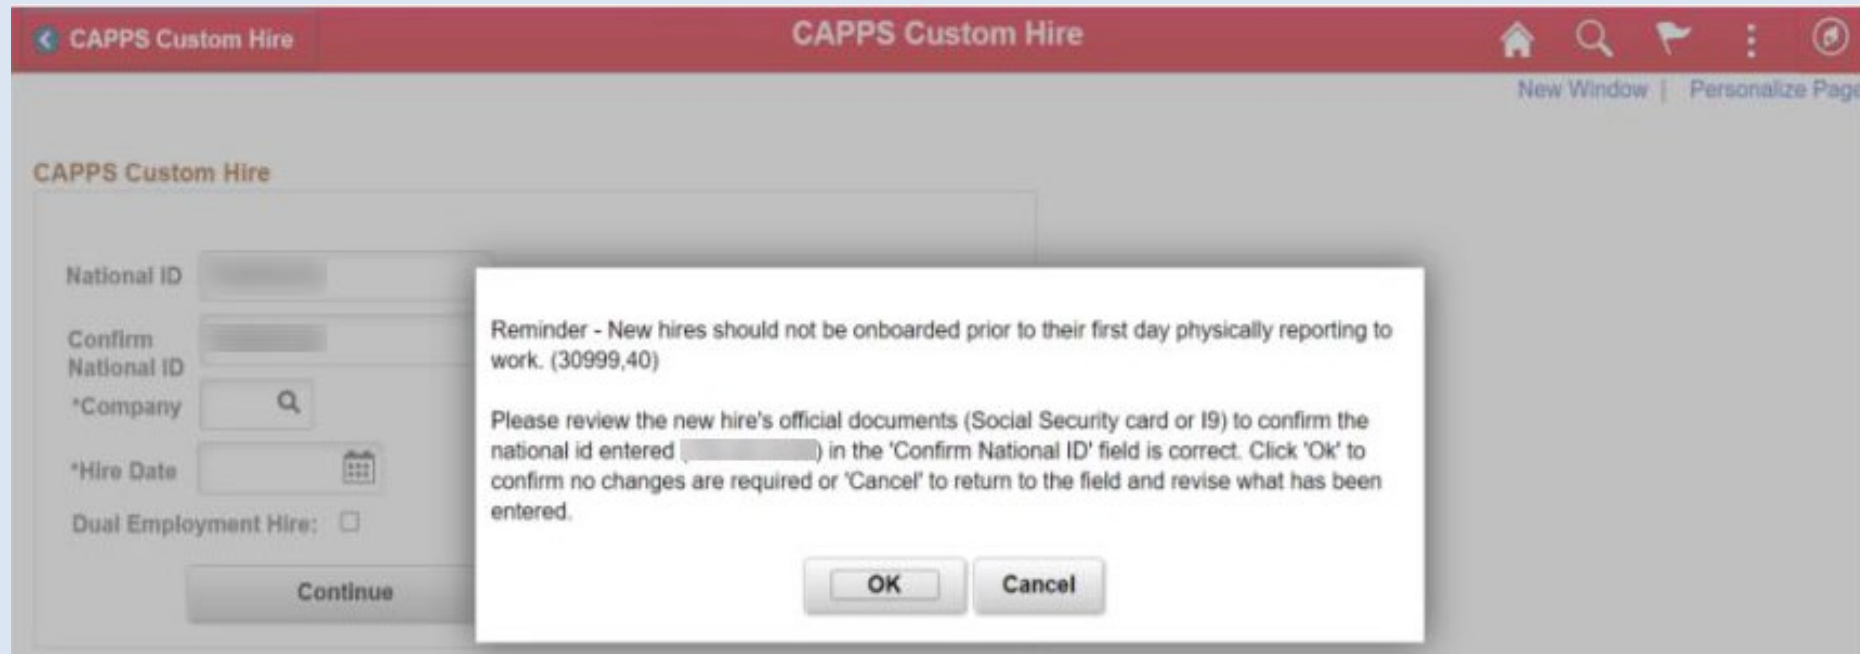 CAPPS Custom Hire
CAPPS Custom Hire
New Window | Personalize Page
CAPPS Custom Hire
National ID
Confirm
National ID
*Company
*Hire Date
Dual Employment Hire:
Continue
Reminder - New hires should not be onboarded prior to their first day physically reporting to
work. (30999,40)
Please review the new hire's official documents (Social Security card or I9) to confirm the
national id entered ( ) in the 'Confirm National ID' field is correct. Click 'Ok' to
confirm no changes are required or 'Cancel' to return to the field and revise what has been
entered.
OK
Cancel